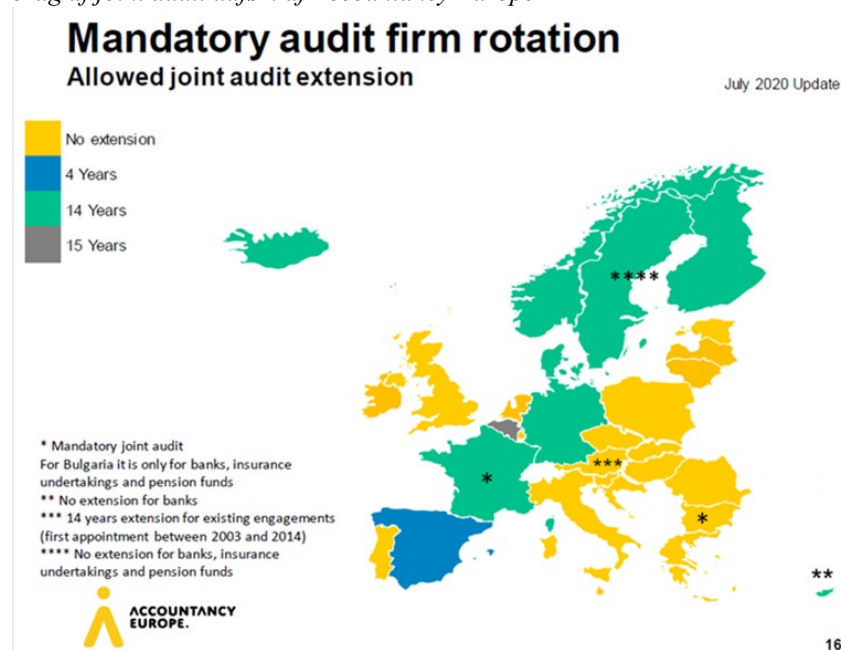 Mandatory audit firm rotation
Allowed joint audit extension
July 2020 Update
No extension
4 Years
14 Years
15 Years
****
***
*
*
**
* Mandatory joint audit
For Bulgaria it is only for banks, insurance
undertakings and pension funds
** No extension for banks
*** 14 years extension for existing engagements
(first appointment between 2003 and 2014)
**** No extension for banks, insurance
undertakings and pension funds
ACCOUNTANCY
EUROPE.
16